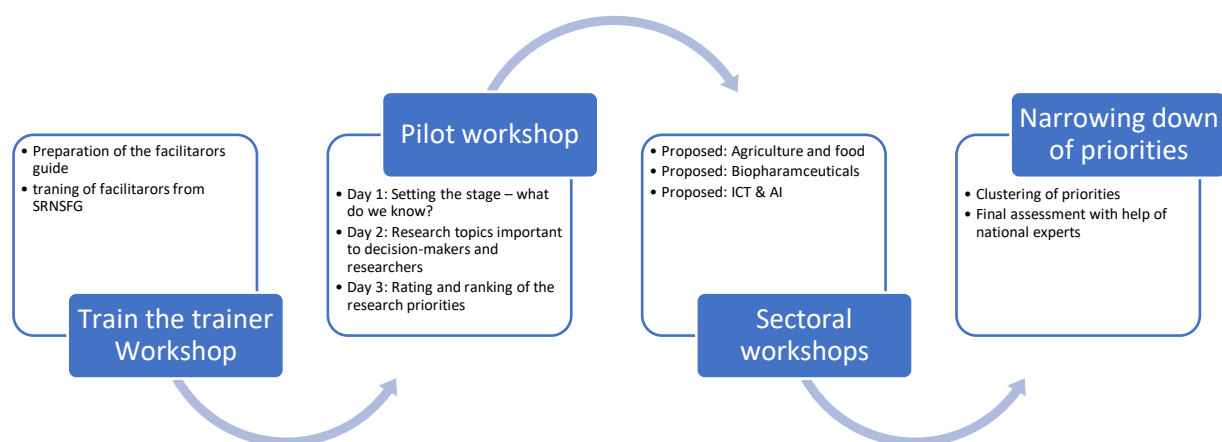 • Preparation of the facilitarors
guide
• traning of facilitarors from
SRNSFG
Train the trainer
Workshop
Pilot workshop
• Day 1: Setting the stage – what
do we know?
• Day 2: Research topics important
to decision-makers and
researchers
• Day 3: Rating and ranking of the
research priorities
• Proposed: Agriculture and food
• Proposed: Biopharamceuticals
• Proposed: ICT & AI
Sectoral
workshops
Narrowing down
of priorities
• Clustering of priorities
• Final assessment with help of
national experts